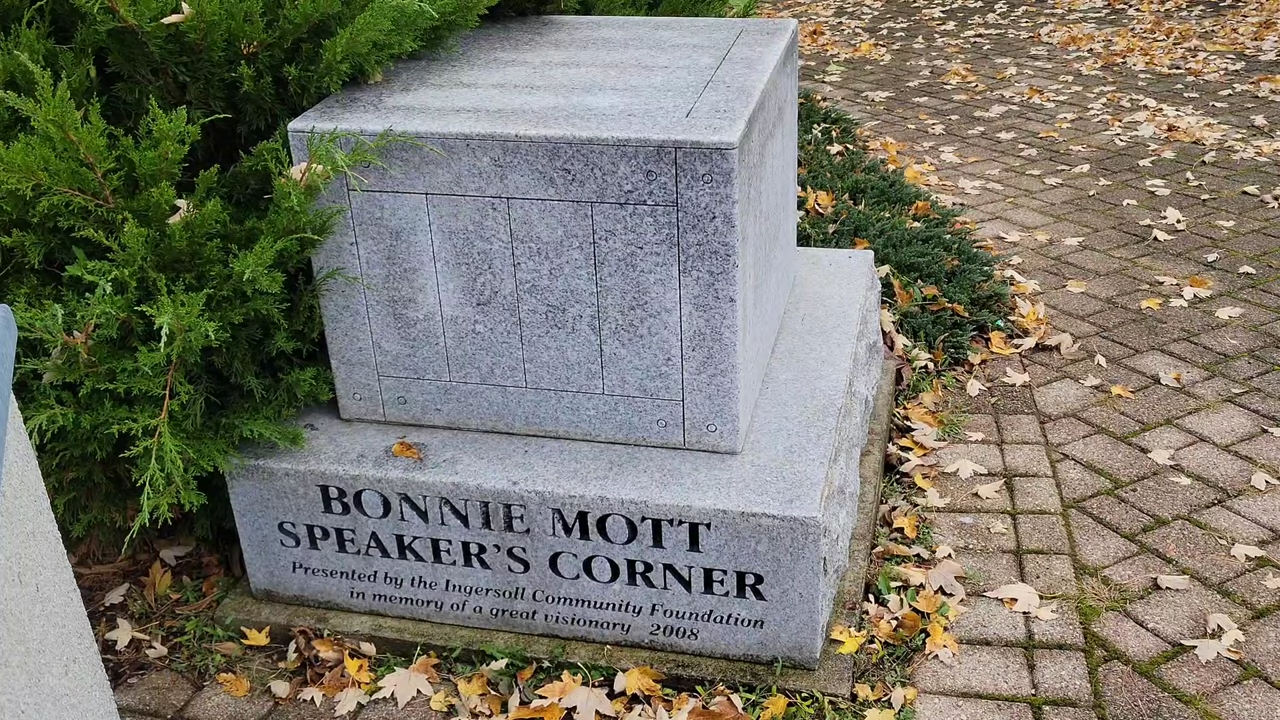 BONNIE MOTT
SPEAKER'S CORNER
Presented by the Ingersoll Community Foundation
in memory of a great visionary 2008